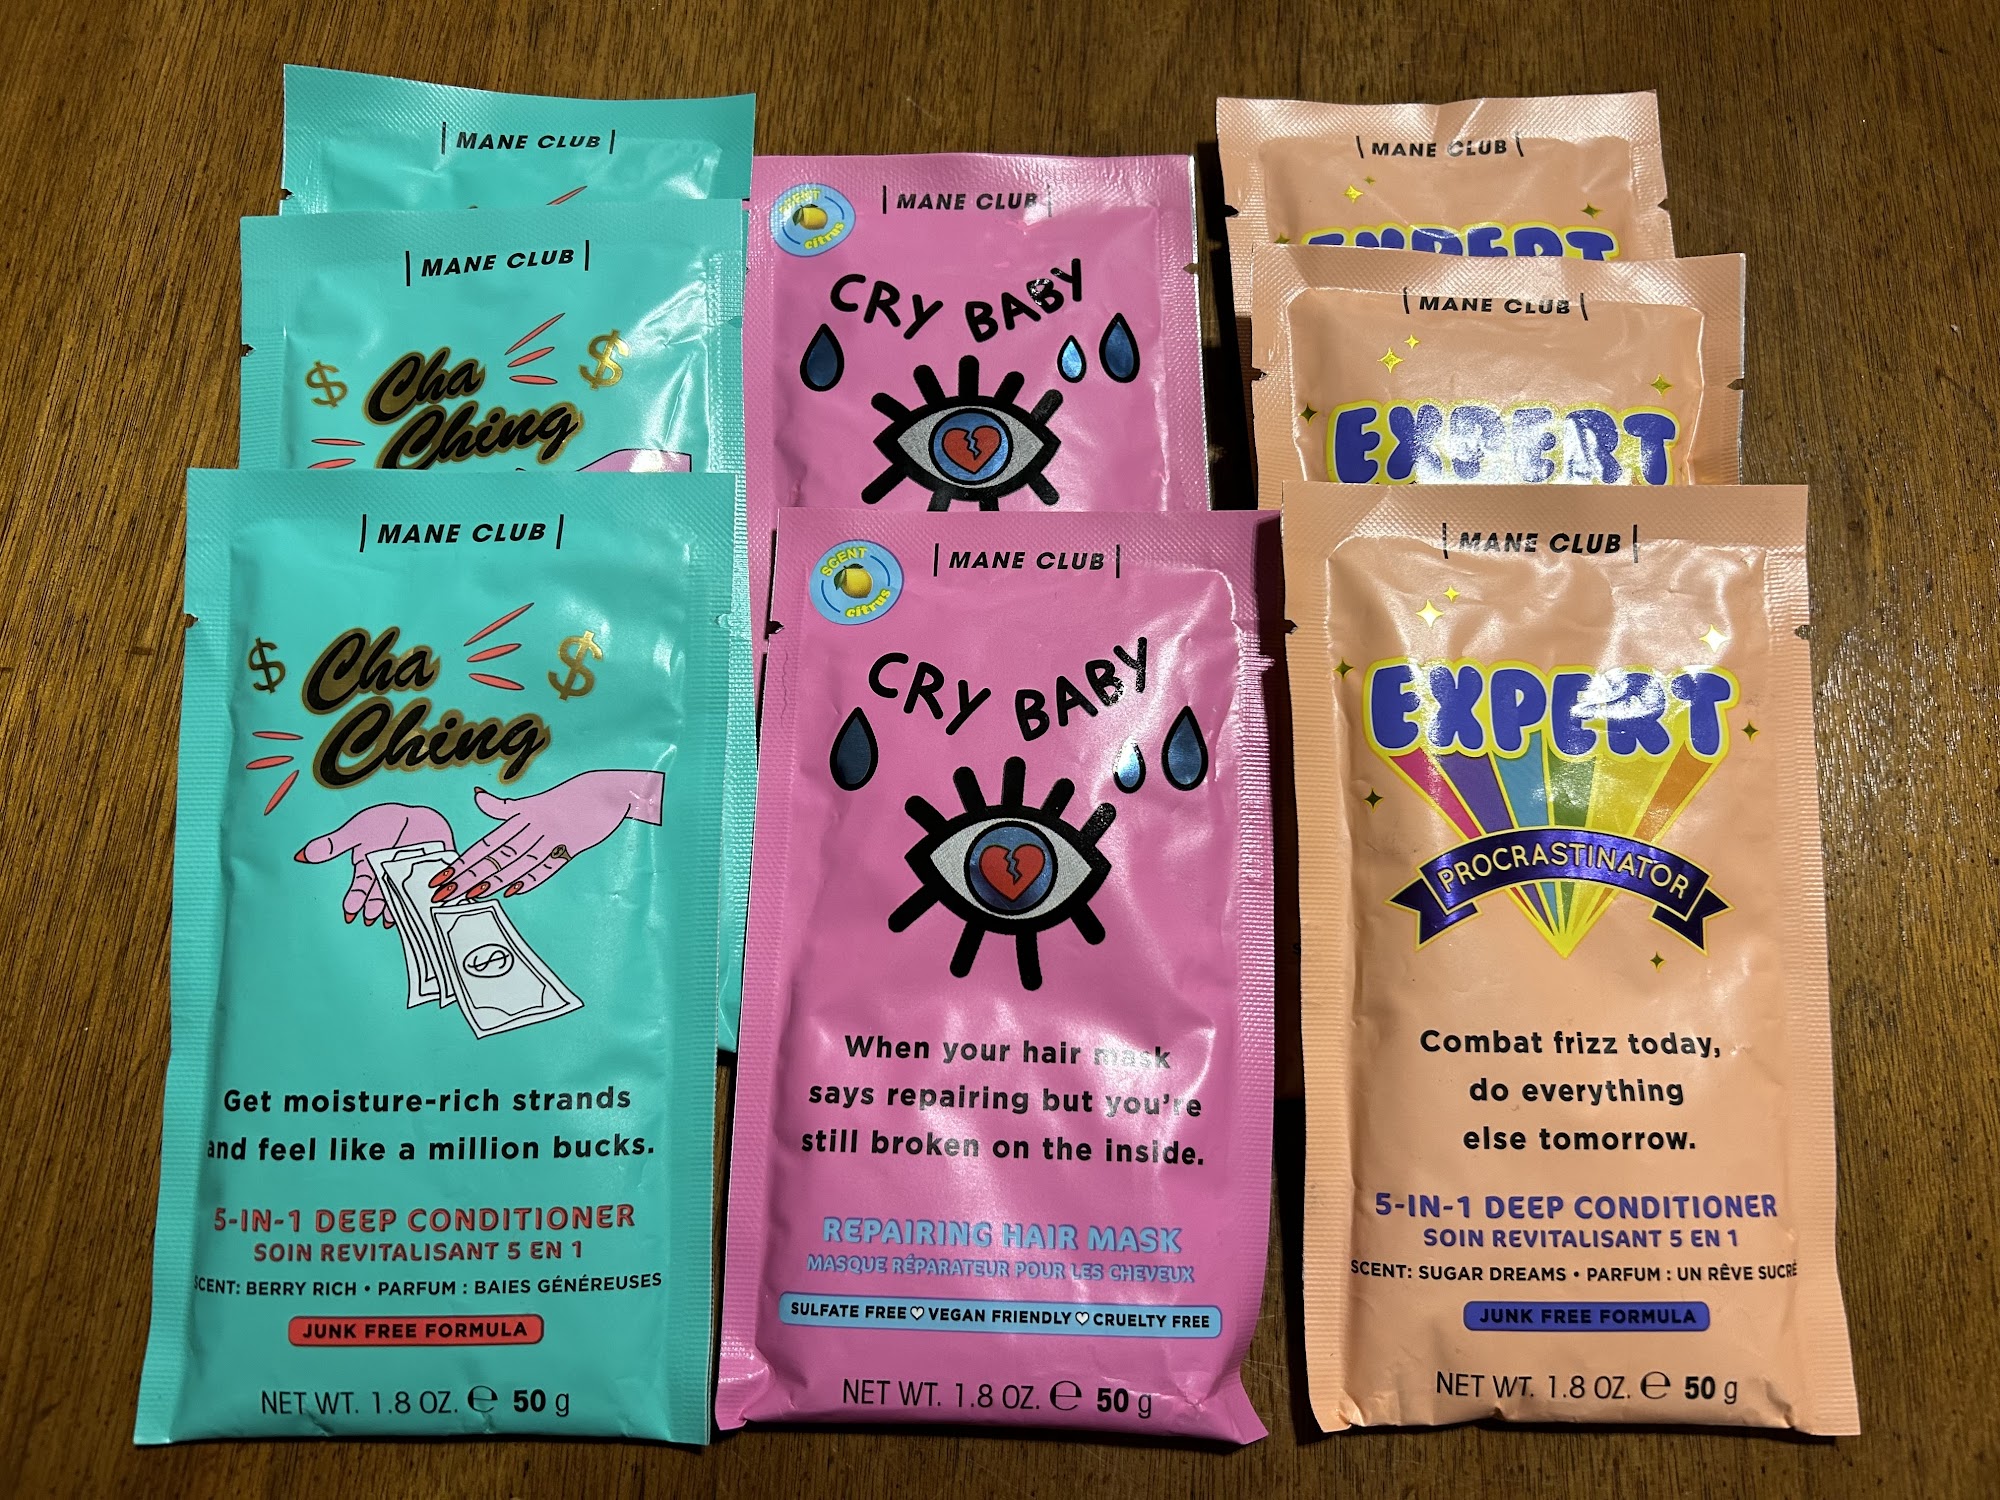 | MANE CLUB |
| MANE CLUB |
$ Cha $
Ching
| MANE CLUB |
$ Cha $
Ching
Get moisture-rich strands
and feel like a million bucks.
5-IN-1 DEEP CONDITIONER
SOIN REVITALISANT 5 EN 1
SCENT: BERRY RICH • PARFUM : BAIES GÉNÉREUSES
JUNK FREE FORMULA
NET WT. 1.8 OZ. ℮ 50 g
SCENT
citrus
| MANE CLUB |
CRY BABY
SCENT
citrus
| MANE CLUB |
CRY BABY
When your hair mask
says repairing but you're
still broken on the inside.
REPAIRING HAIR MASK
MASQUE RÉPARATEUR POUR LES CHEVEUX
SULFATE FREE♡VEGAN FRIENDLY♡CRUELTY FREE
NET WT. 1.8 OZ. ℮ 50 g
| MANE CLUB |
EXPERT
| MANE CLUB |
EXPERT
| MANE CLUB |
EXPERT
PROCRASTINATOR
Combat frizz today,
do everything
else tomorrow.
5-IN-1 DEEP CONDITIONER
SOIN REVITALISANT 5 EN 1
SCENT: SUGAR DREAMS • PARFUM : UN RÊVE SUCRÉ
JUNK FREE FORMULA
NET WT. 1.8 OZ. ℮ 50 g